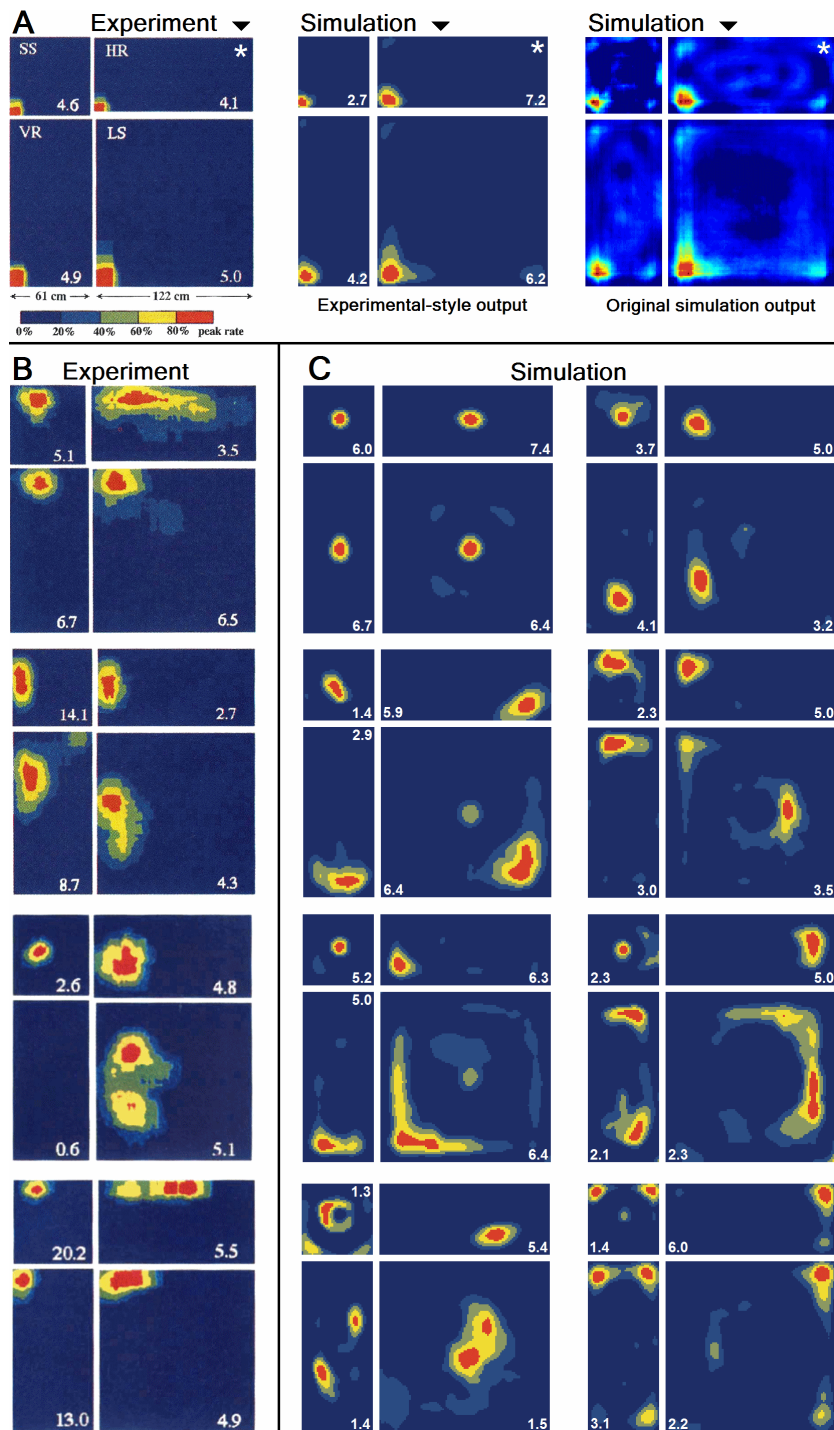 A Experiment Simulation Simulation
SS HR * * *
4.6 4.1 2.7 7.2
VR LS
4.9 5.0 4.2 6.2
61 cm 122 cm
Experimental-style output Original simulation output
0% 20% 40% 60% 80% peak rate
B Experiment C Simulation
5.1 3.5 6.0 7.4 3.7 5.0
6.7 6.5 6.7 6.4 4.1 3.2
14.1 2.7 1.4 5.9 2.3 5.0
2.9
8.7 4.3 6.4 3.0 3.5
2.6 4.8 5.2 6.3 2.3 5.0
5.0
0.6 5.1 6.4 2.1 2.3
1.3
20.2 5.5 5.4 1.4 6.0
13.0 4.9 1.4 1.5 3.1 2.2